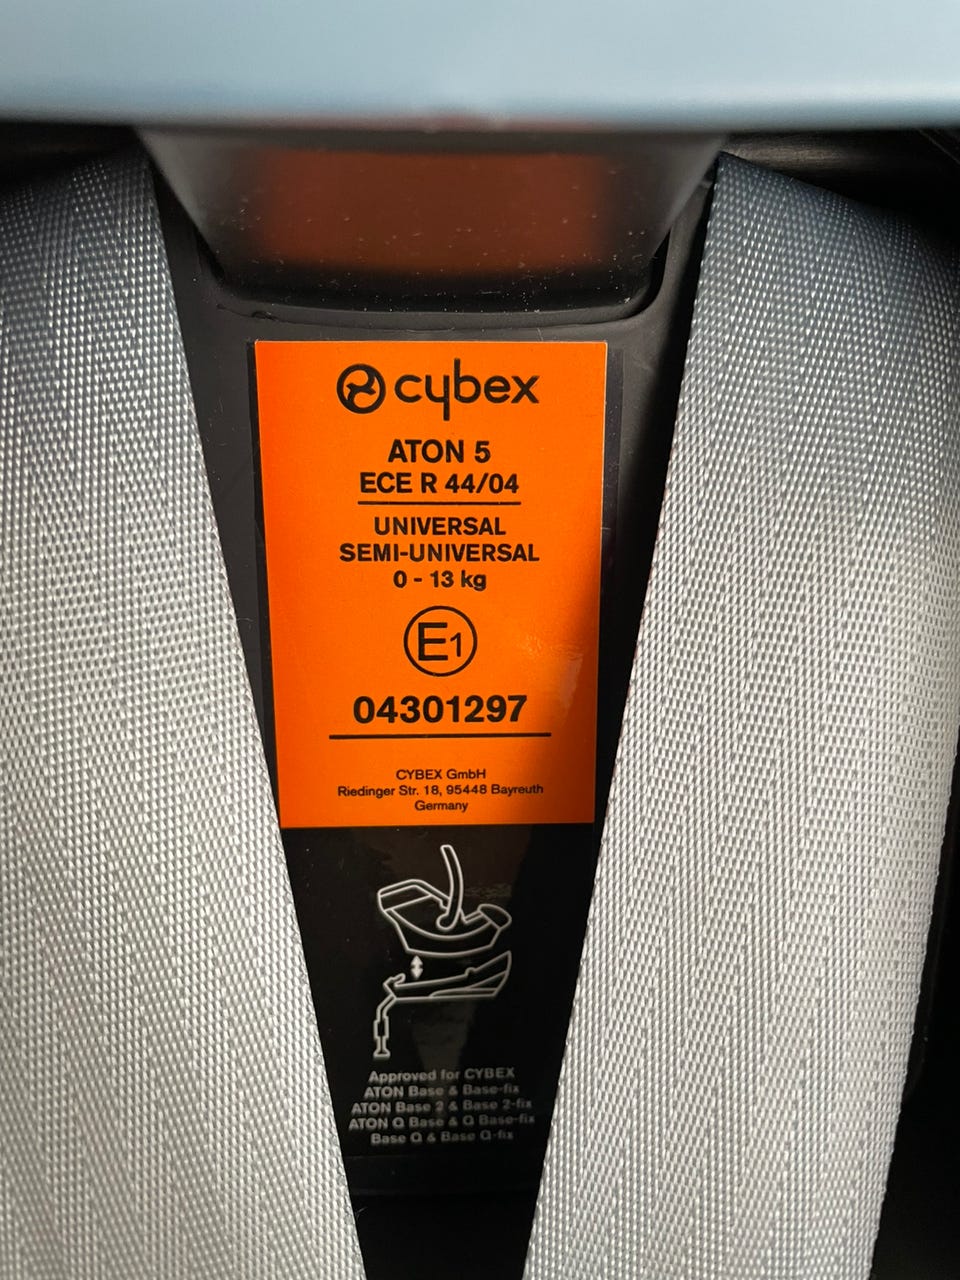 cybex
ATON 5
ECE R 44/04
UNIVERSAL
SEMI-UNIVERSAL
0 - 13 kg
E1
04301297
CYBEX GmbH
Riedinger Str. 18, 95448 Bayreuth
Germany
Approved for CYBEX
ATON Base & Base-fix
ATON Base 2 & Base 2-fix
ATON Q Base & Q Base-fix
Base Q & Base Q-fix